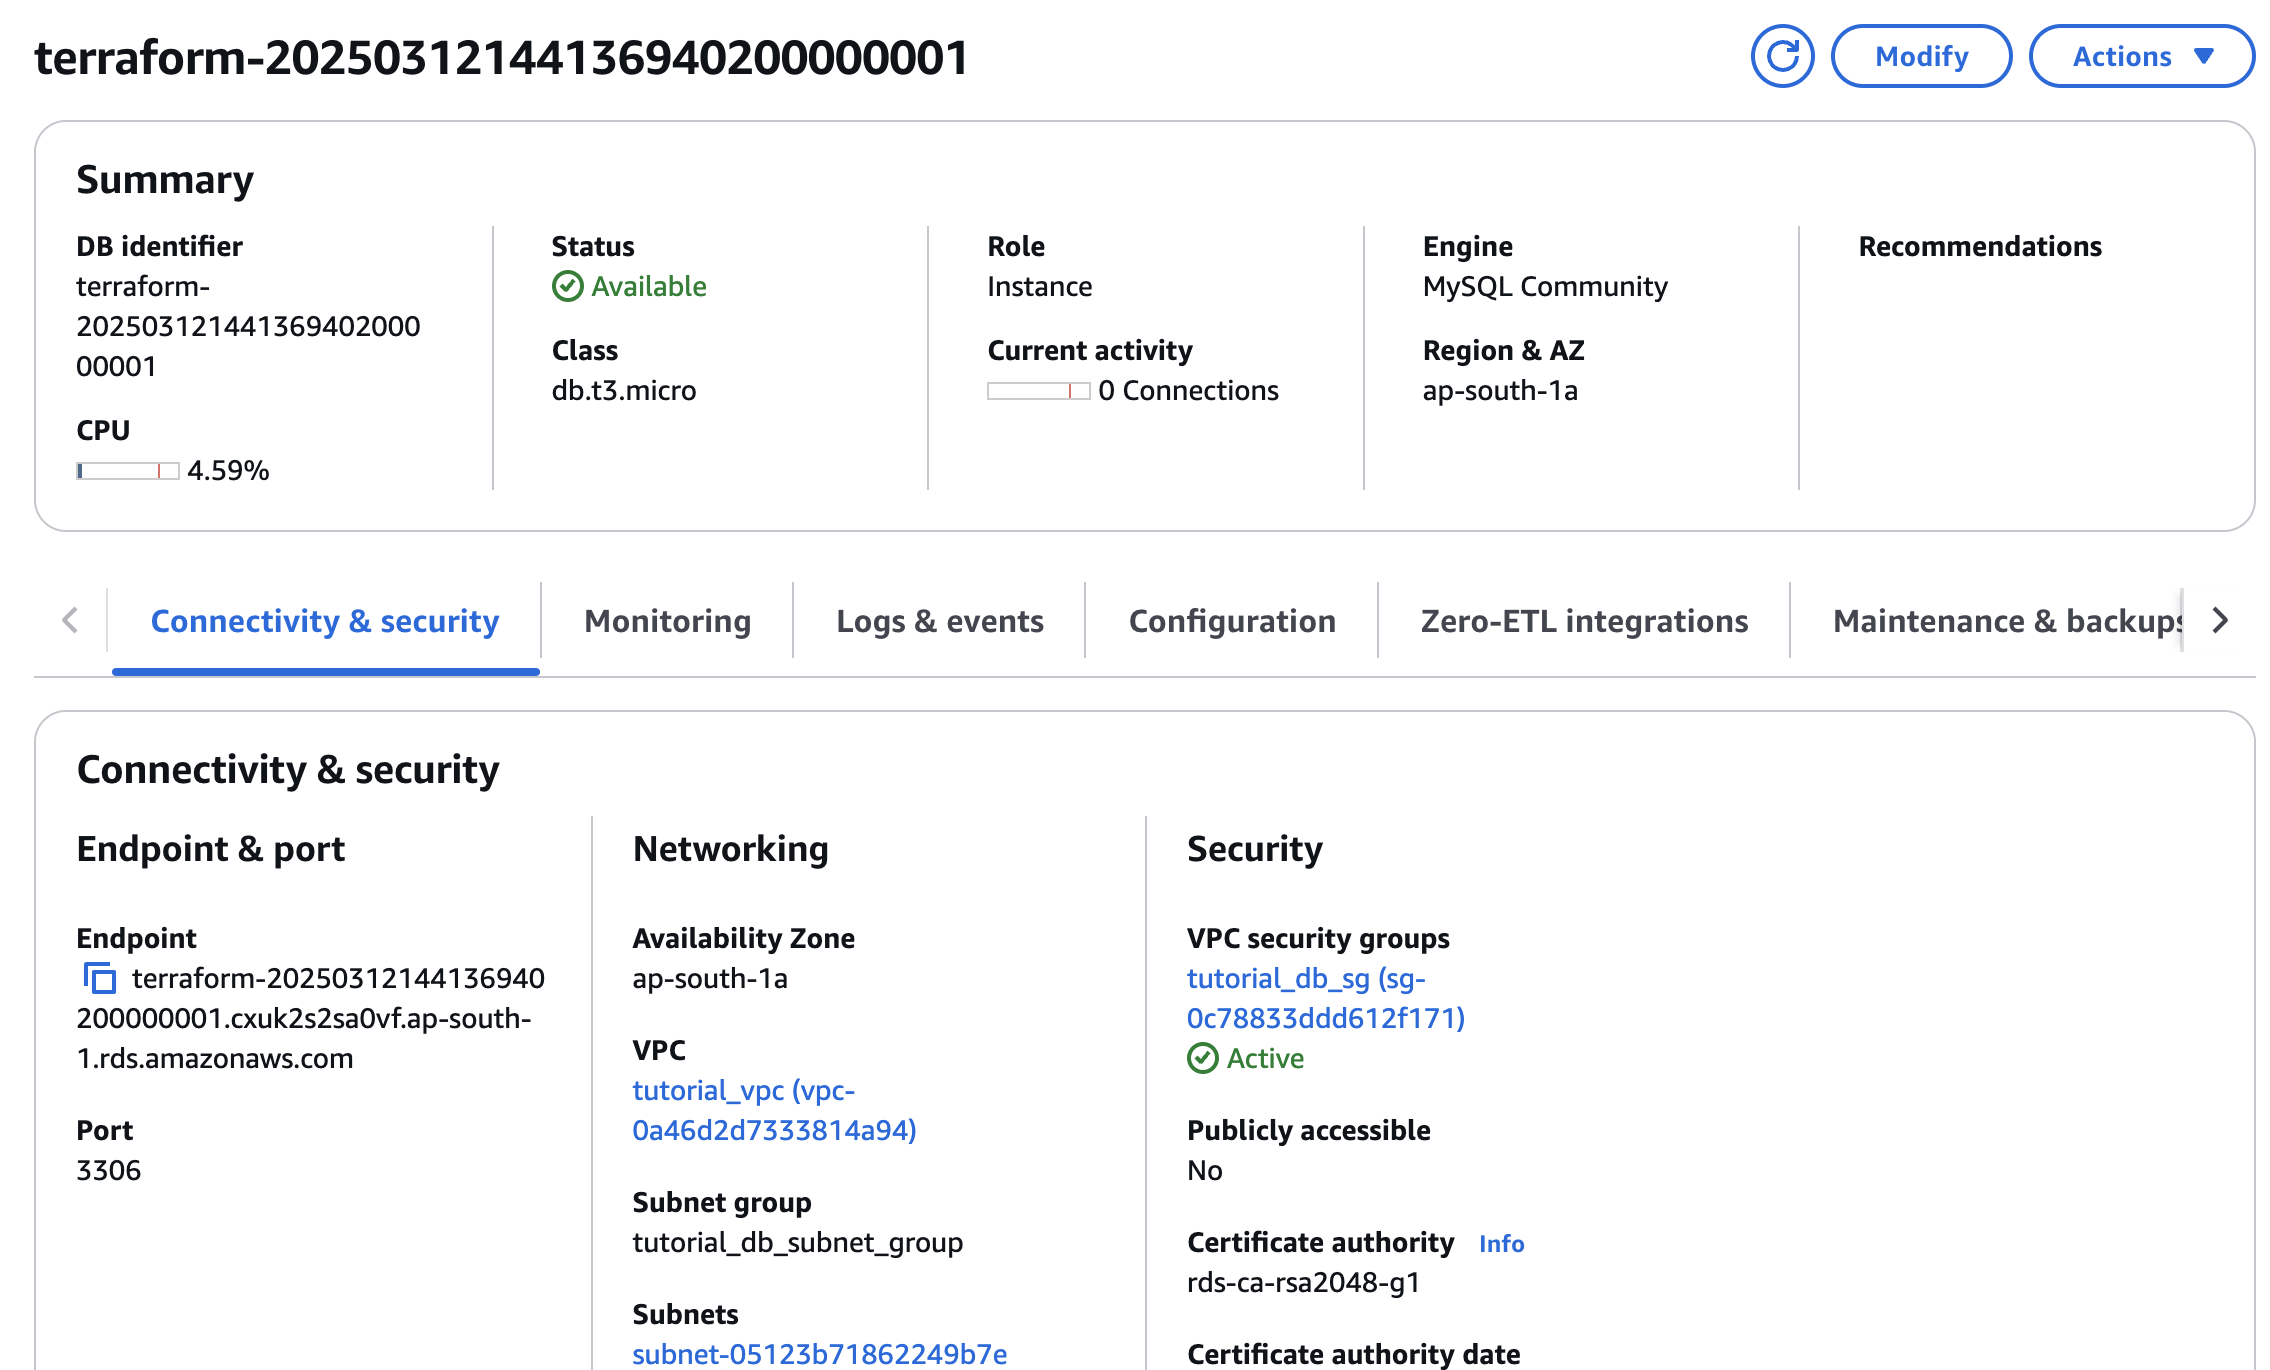 terraform-20250312144136940200000001
Modify
Actions
Summary
DB identifier
terraform-
202503121441369402000
00001
CPU
4.59%
Status
Available
Class
db.t3.micro
Role
Instance
Current activity
0 Connections
Engine
MySQL Community
Region & AZ
ap-south-1a
Recommendations
Connectivity & security
Monitoring
Logs & events
Configuration
Zero-ETL integrations
Maintenance & backups
Connectivity & security
Endpoint & port
Endpoint
terraform-20250312144136940
200000001.cxuk2s2sa0vf.ap-south-
1.rds.amazonaws.com
Port
3306
Networking
Availability Zone
ap-south-1a
VPC
tutorial_vpc (vpc-
0a46d2d7333814a94)
Subnet group
tutorial_db_subnet_group
Subnets
subnet-05123b71862249b7e
Security
VPC security groups
tutorial_db_sg (sg-
0c78833ddd612f171)
Active
Publicly accessible
No
Certificate authority Info
rds-ca-rsa2048-g1
Certificate authority date